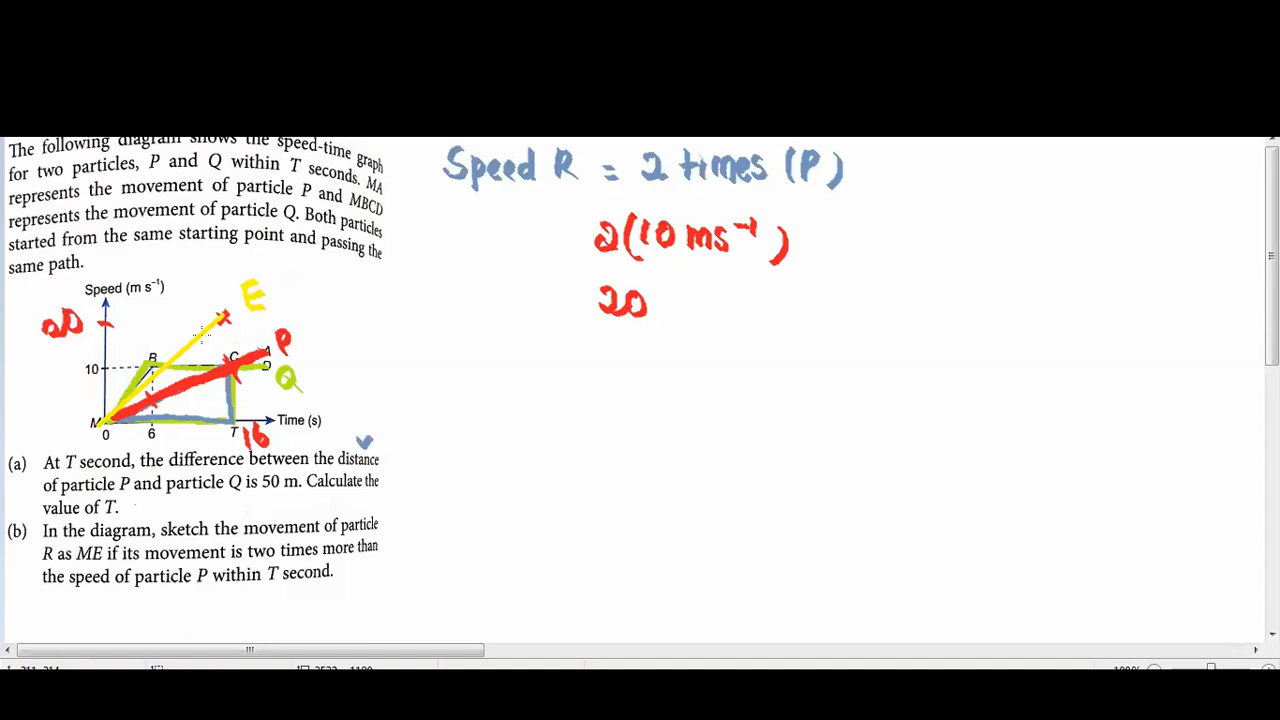 The following diagram shows the speed-time graph
for two particles, P and Q within T seconds. MA
represents the movement of particle P and MBCD
represents the movement of particle Q. Both particles
started from the same starting point and passing the
same path.
Speed (m s⁻¹)
20
E
P
B
C
A
10
D
Q
M
0
6
T
16
Time (s)
(a) At T second, the difference between the distance
of particle P and particle Q is 50 m. Calculate the
value of T.
(b) In the diagram, sketch the movement of particle
R as ME if its movement is two times more than
the speed of particle P within T second.
Speed R = 2 times (P)
2(10 ms⁻¹)
20